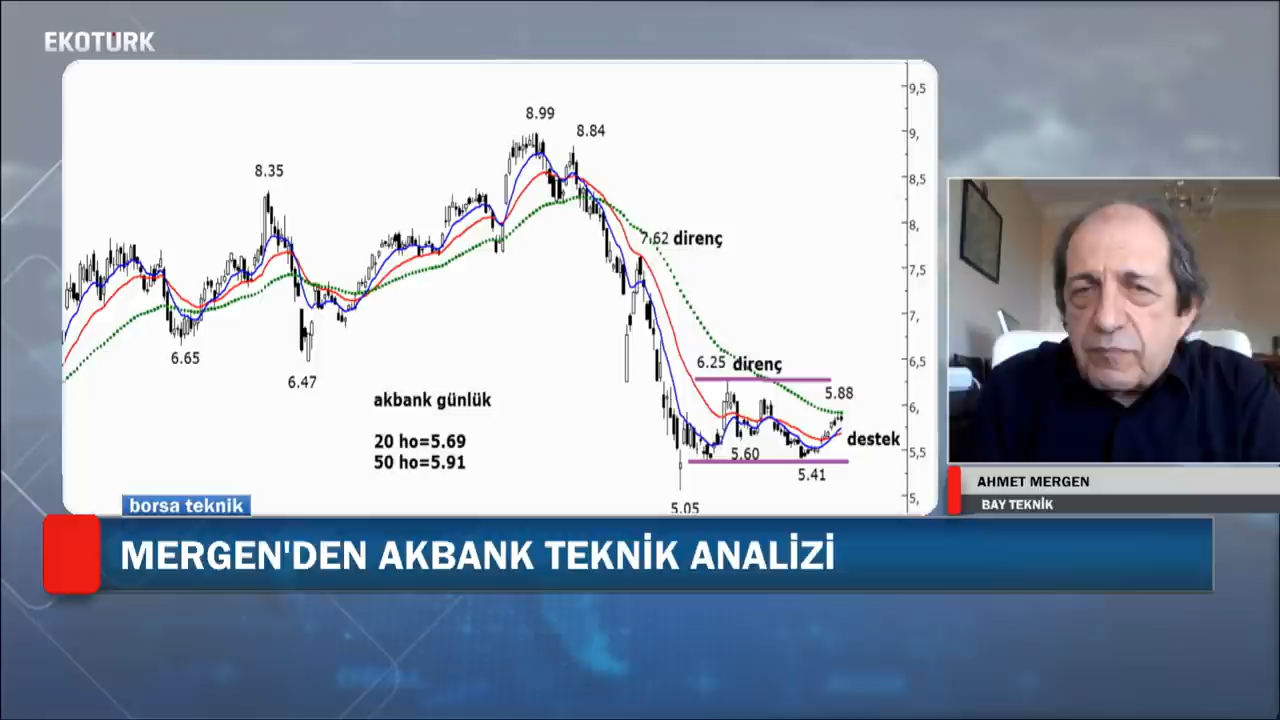 EKOTÜRK
8.99
8.84
8.35
7.62 direnç
6.65
6.47
6.25 direnç
5.88
akbank günlük
20 ho=5.69
50 ho=5.91
destek
5.60
5.41
5.05
9,5
9,
8,5
8,
7,5
7,
6,5
6,
5,5
5,
borsa teknik
AHMET MERGEN
BAY TEKNİK
MERGEN'DEN AKBANK TEKNİK ANALİZİ